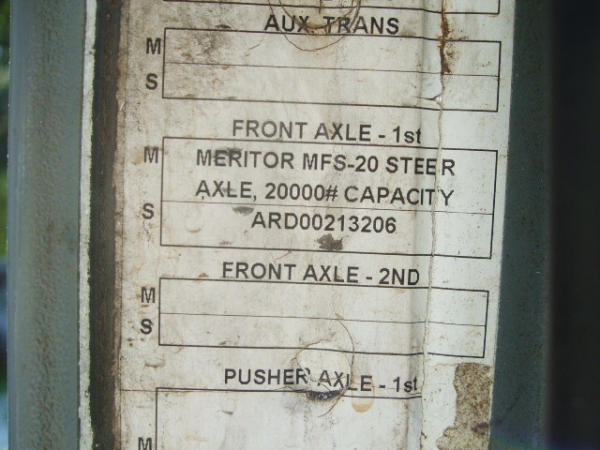 AUX. TRANS
M
S
FRONT AXLE - 1st
M MERITOR MFS-20 STEER
AXLE, 20000# CAPACITY
S ARD00213206
FRONT AXLE - 2ND
M
S
PUSHER AXLE - 1st
M